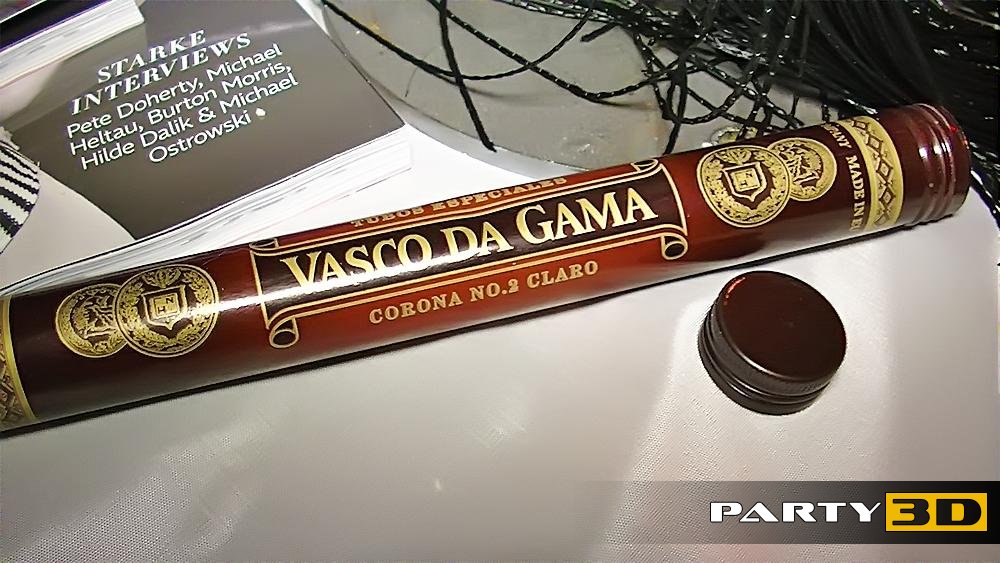 STARKE
INTERVIEWS
Pete Doherty, Michael
Heltau, Burton Morris,
Hilde Dalik & Michael
Ostrowski •
TUBOS ESPECIALES
VASCO DA GAMA
CORONA NO.2 CLARO
MADE IN
PARTY 3D